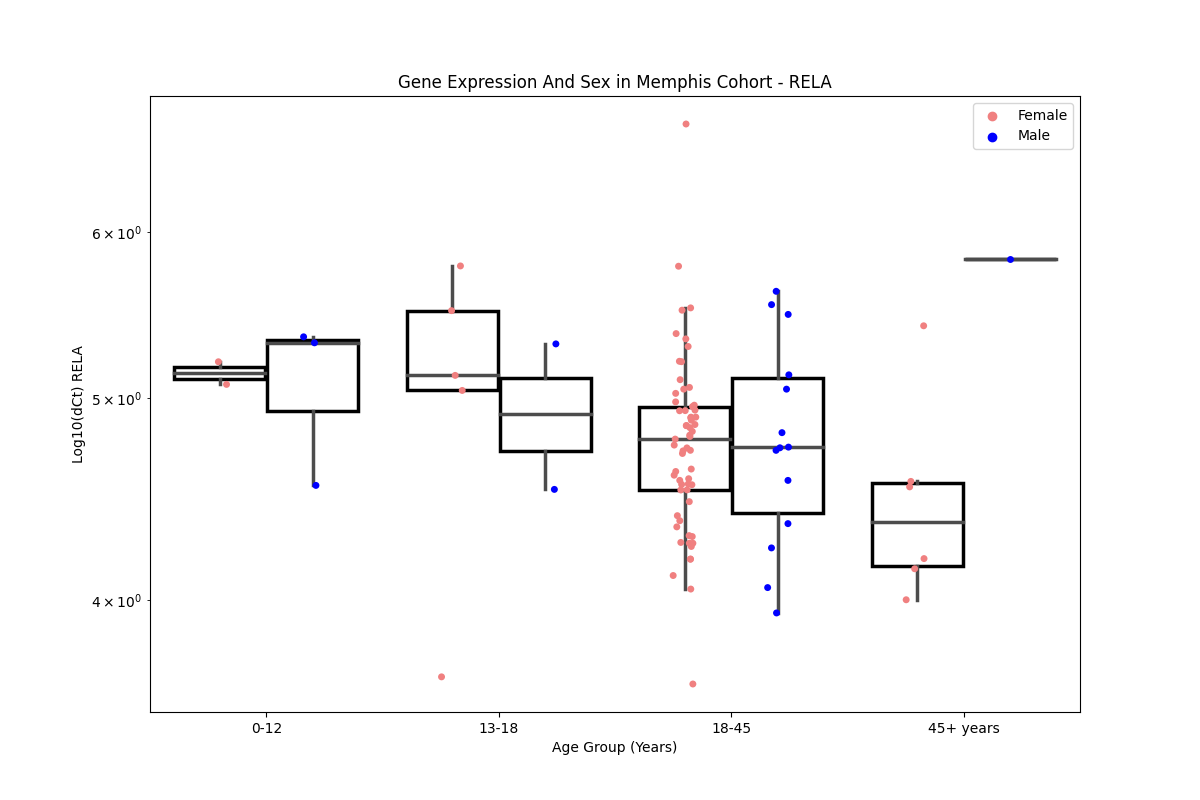 Gene Expression And Sex in Memphis Cohort - RELA
Female
Male
6 × 10⁰
5 × 10⁰
4 × 10⁰
Log10(dCt) RELA
0-12
13-18
18-45
45+ years
Age Group (Years)